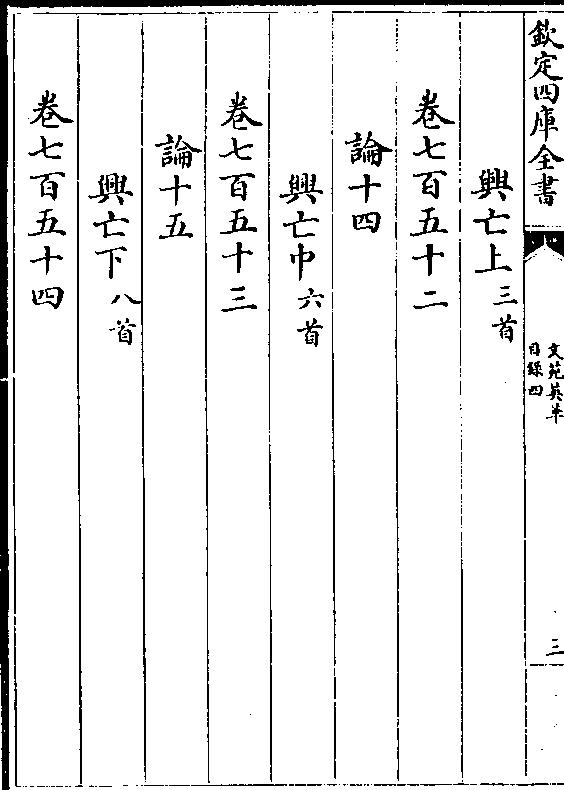 欽定四庫全書
文苑英華
目錄四
三
興亡上三首
卷七百五十二
論十四
興亡中六首
卷七百五十三
論十五
興亡下八首
卷七百五十四